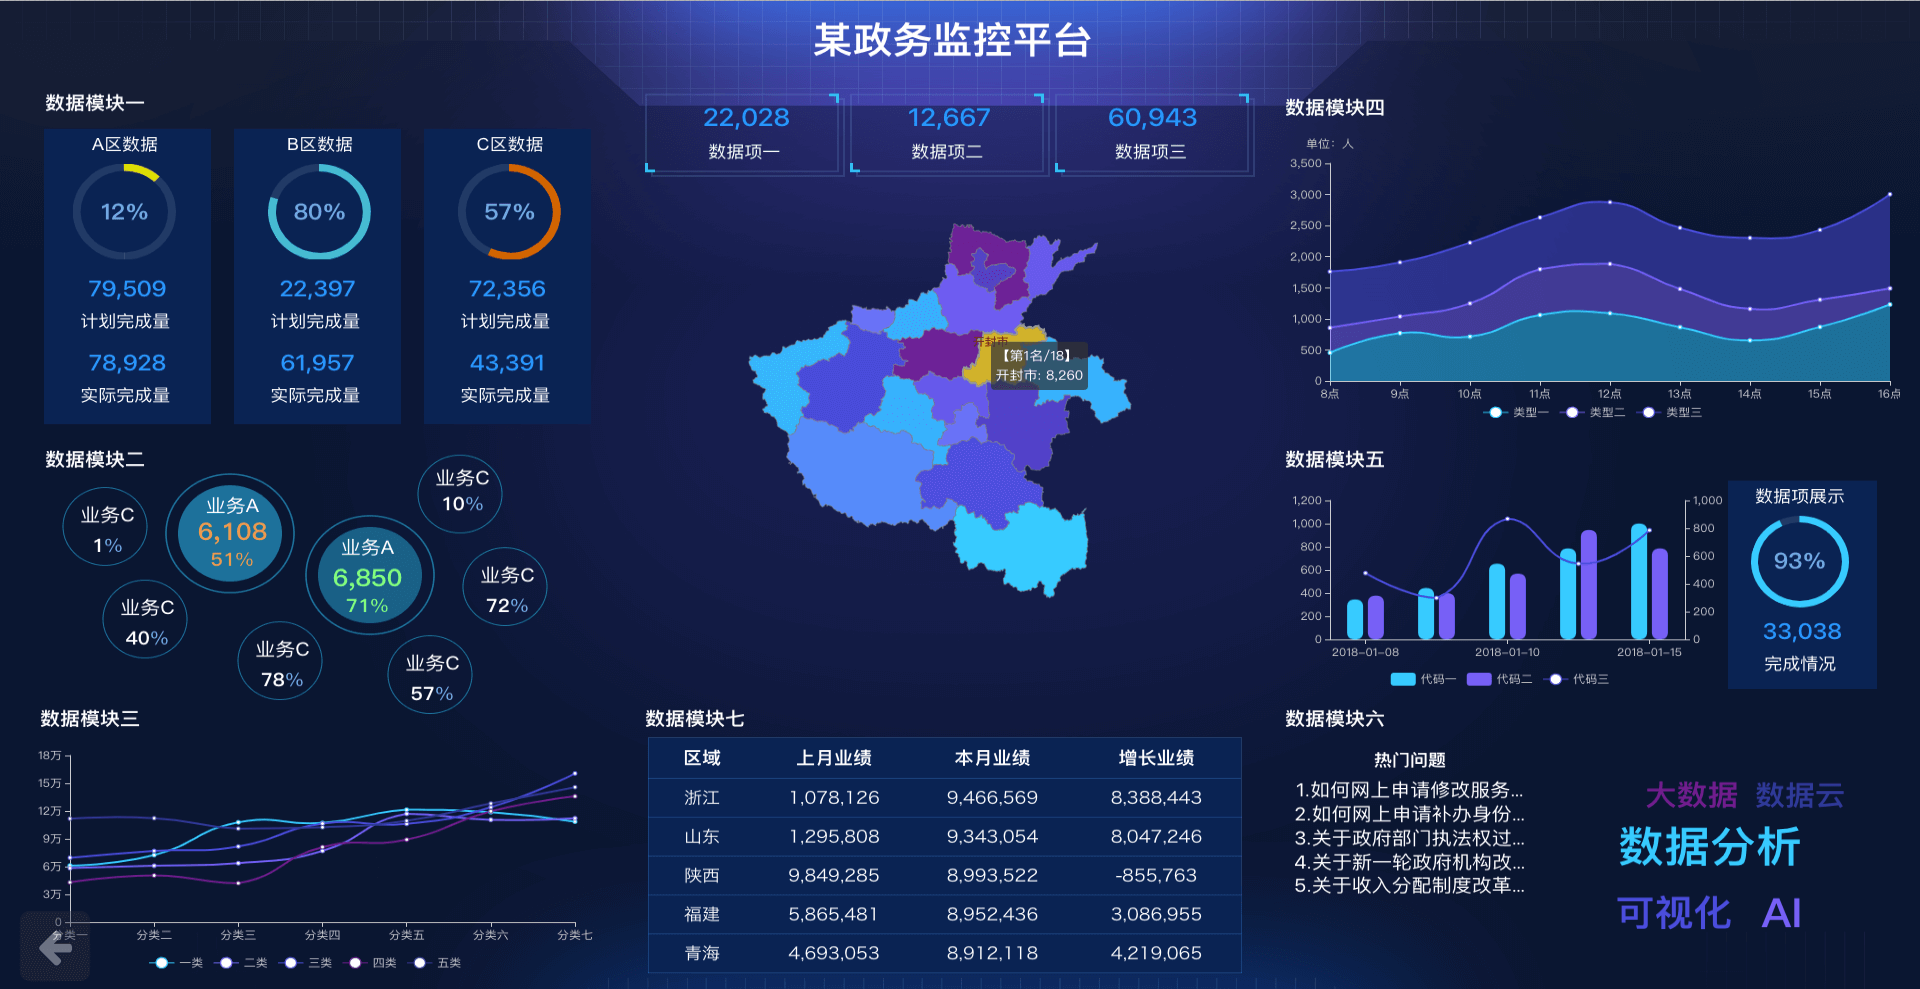 某政务监控平台
数据模块一
A区数据
12%
79,509
计划完成量
78,928
实际完成量
B区数据
80%
22,397
计划完成量
61,957
实际完成量
C区数据
57%
72,356
计划完成量
43,391
实际完成量
数据模块二
业务C
1%
业务A
6,108
51%
业务A
6,850
71%
业务C
10%
业务C
72%
业务C
40%
业务C
78%
业务C
57%
数据模块三
18万
15万
12万
9万
6万
3万
0
分类一 分类二 分类三 分类四 分类五 分类六 分类七
一类 二类 三类 四类 五类
22,028
数据项一
12,667
数据项二
60,943
数据项三
开封市
【第1名/18】
开封市: 8,260
数据模块七
区域 上月业绩 本月业绩 增长业绩
浙江 1,078,126 9,466,569 8,388,443
山东 1,295,808 9,343,054 8,047,246
陕西 9,849,285 8,993,522 -855,763
福建 5,865,481 8,952,436 3,086,955
青海 4,693,053 8,912,118 4,219,065
数据模块四
单位：人
3,500
3,000
2,500
2,000
1,500
1,000
500
0
8点 9点 10点 11点 12点 13点 14点 15点 16点
类型一 类型二 类型三
数据模块五
1,200
1,000
800
600
400
200
0
1,000
800
600
400
200
0
2018-01-08 2018-01-10 2018-01-15
代码一 代码二 代码三
数据项展示
93%
33,038
完成情况
数据模块六
热门问题
1.如何网上申请修改服务...
2.如何网上申请补办身份...
3.关于政府部门执法权过...
4.关于新一轮政府机构改...
5.关于收入分配制度改革...
大数据 数据云
数据分析
可视化 AI